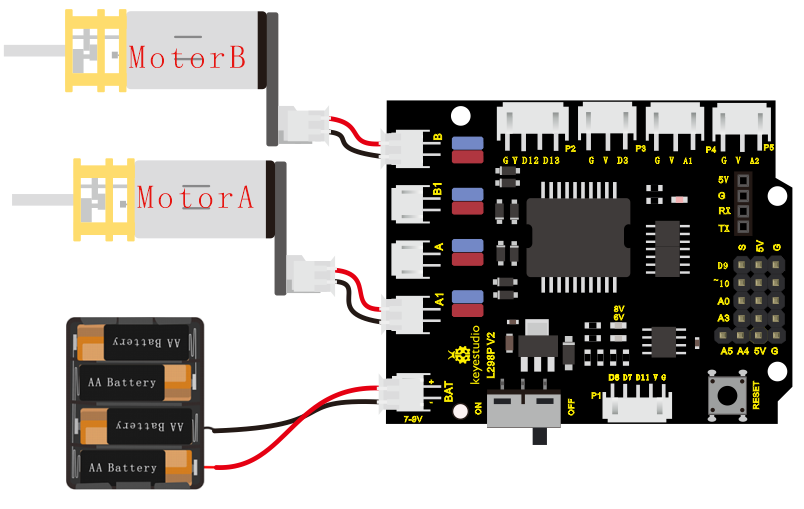 MotorB
MotorA
AA Battery
AA Battery
AA Battery
AA Battery
B
B1
A
A1
BAT
+
-
7-9V
P2
G V D12 D13
P3
G V D3
P4
G V A1
P5
G V A2
5V
G
RX
TX
S 5V G
D9
~10
A0
A3
A5 A4 5V G
8V
6V
keyestudio
L298P V2
ON
OFF
P1
D6 D7 D11 V G
RESET